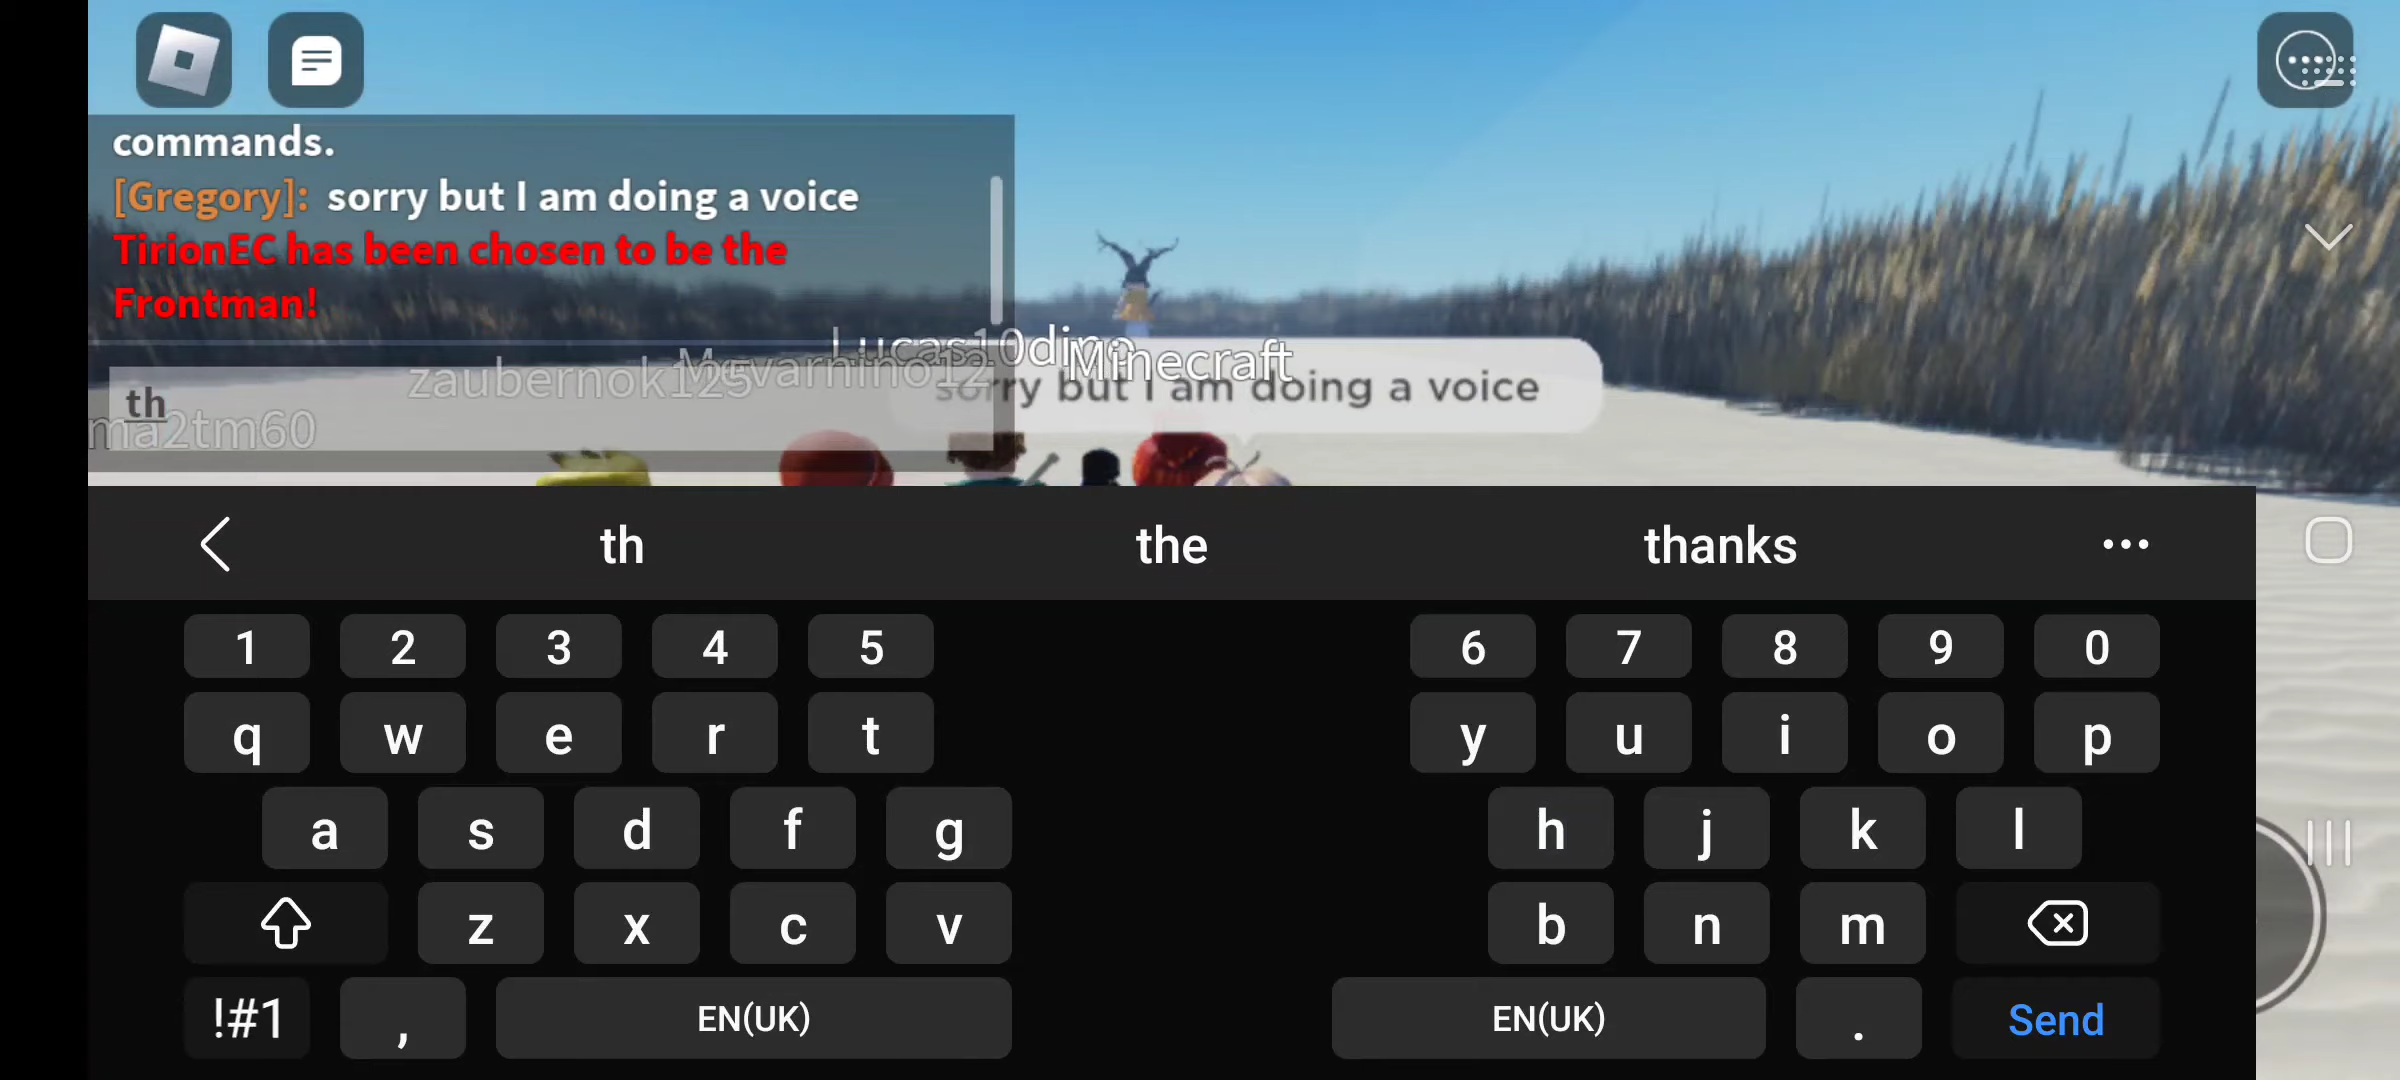 commands.
[Gregory]: sorry but I am doing a voice
TirionEC has been chosen to be the
Frontman!
Minecraft
zaubernok125
sorry but I am doing a voice
th
ma2tm60
th the thanks
1 2 3 4 5 6 7 8 9 0
q w e r t y u i o p
a s d f g h j k l
z x c v b n m
!#1 , EN(UK) EN(UK) . Send